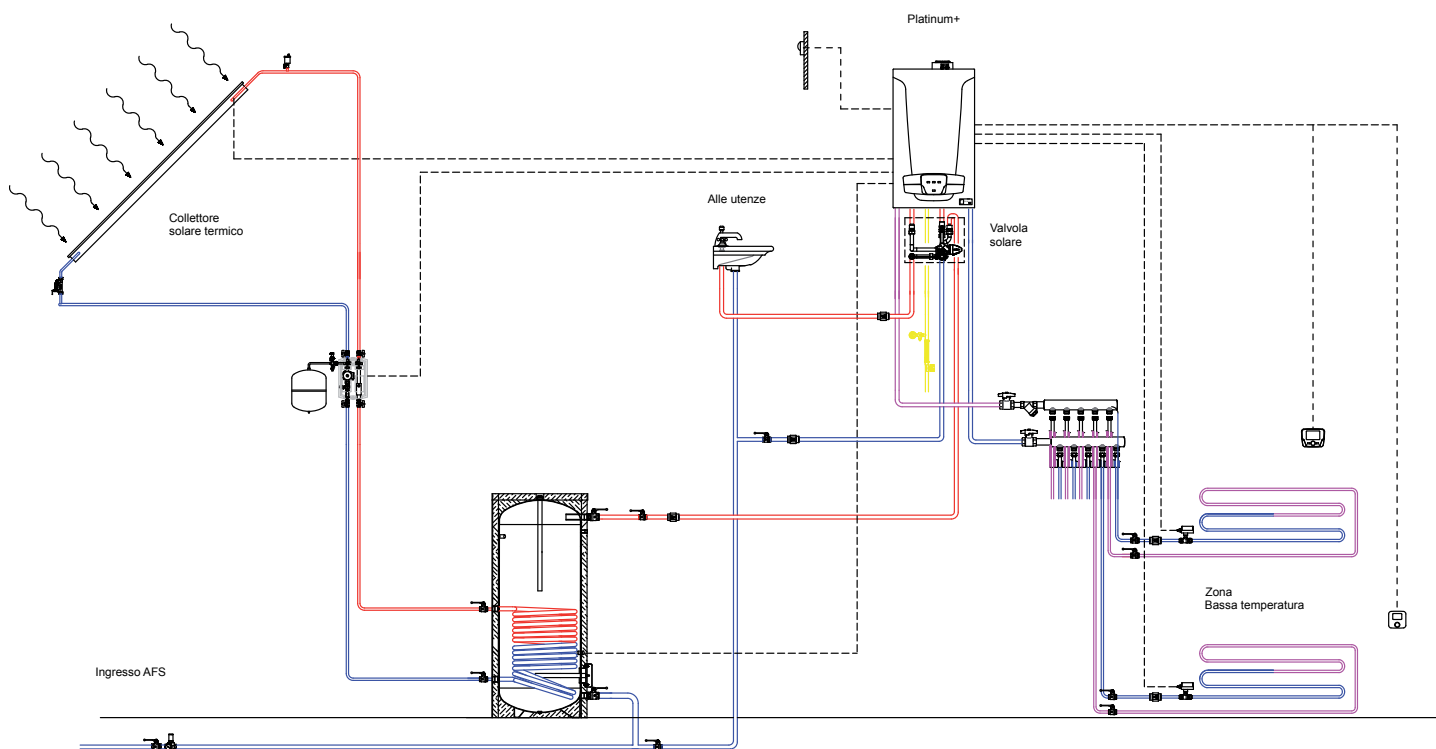 Platinum+
Collettore
solare termico
Alle utenze
Valvola
solare
Zona
Bassa temperatura
Ingresso AFS